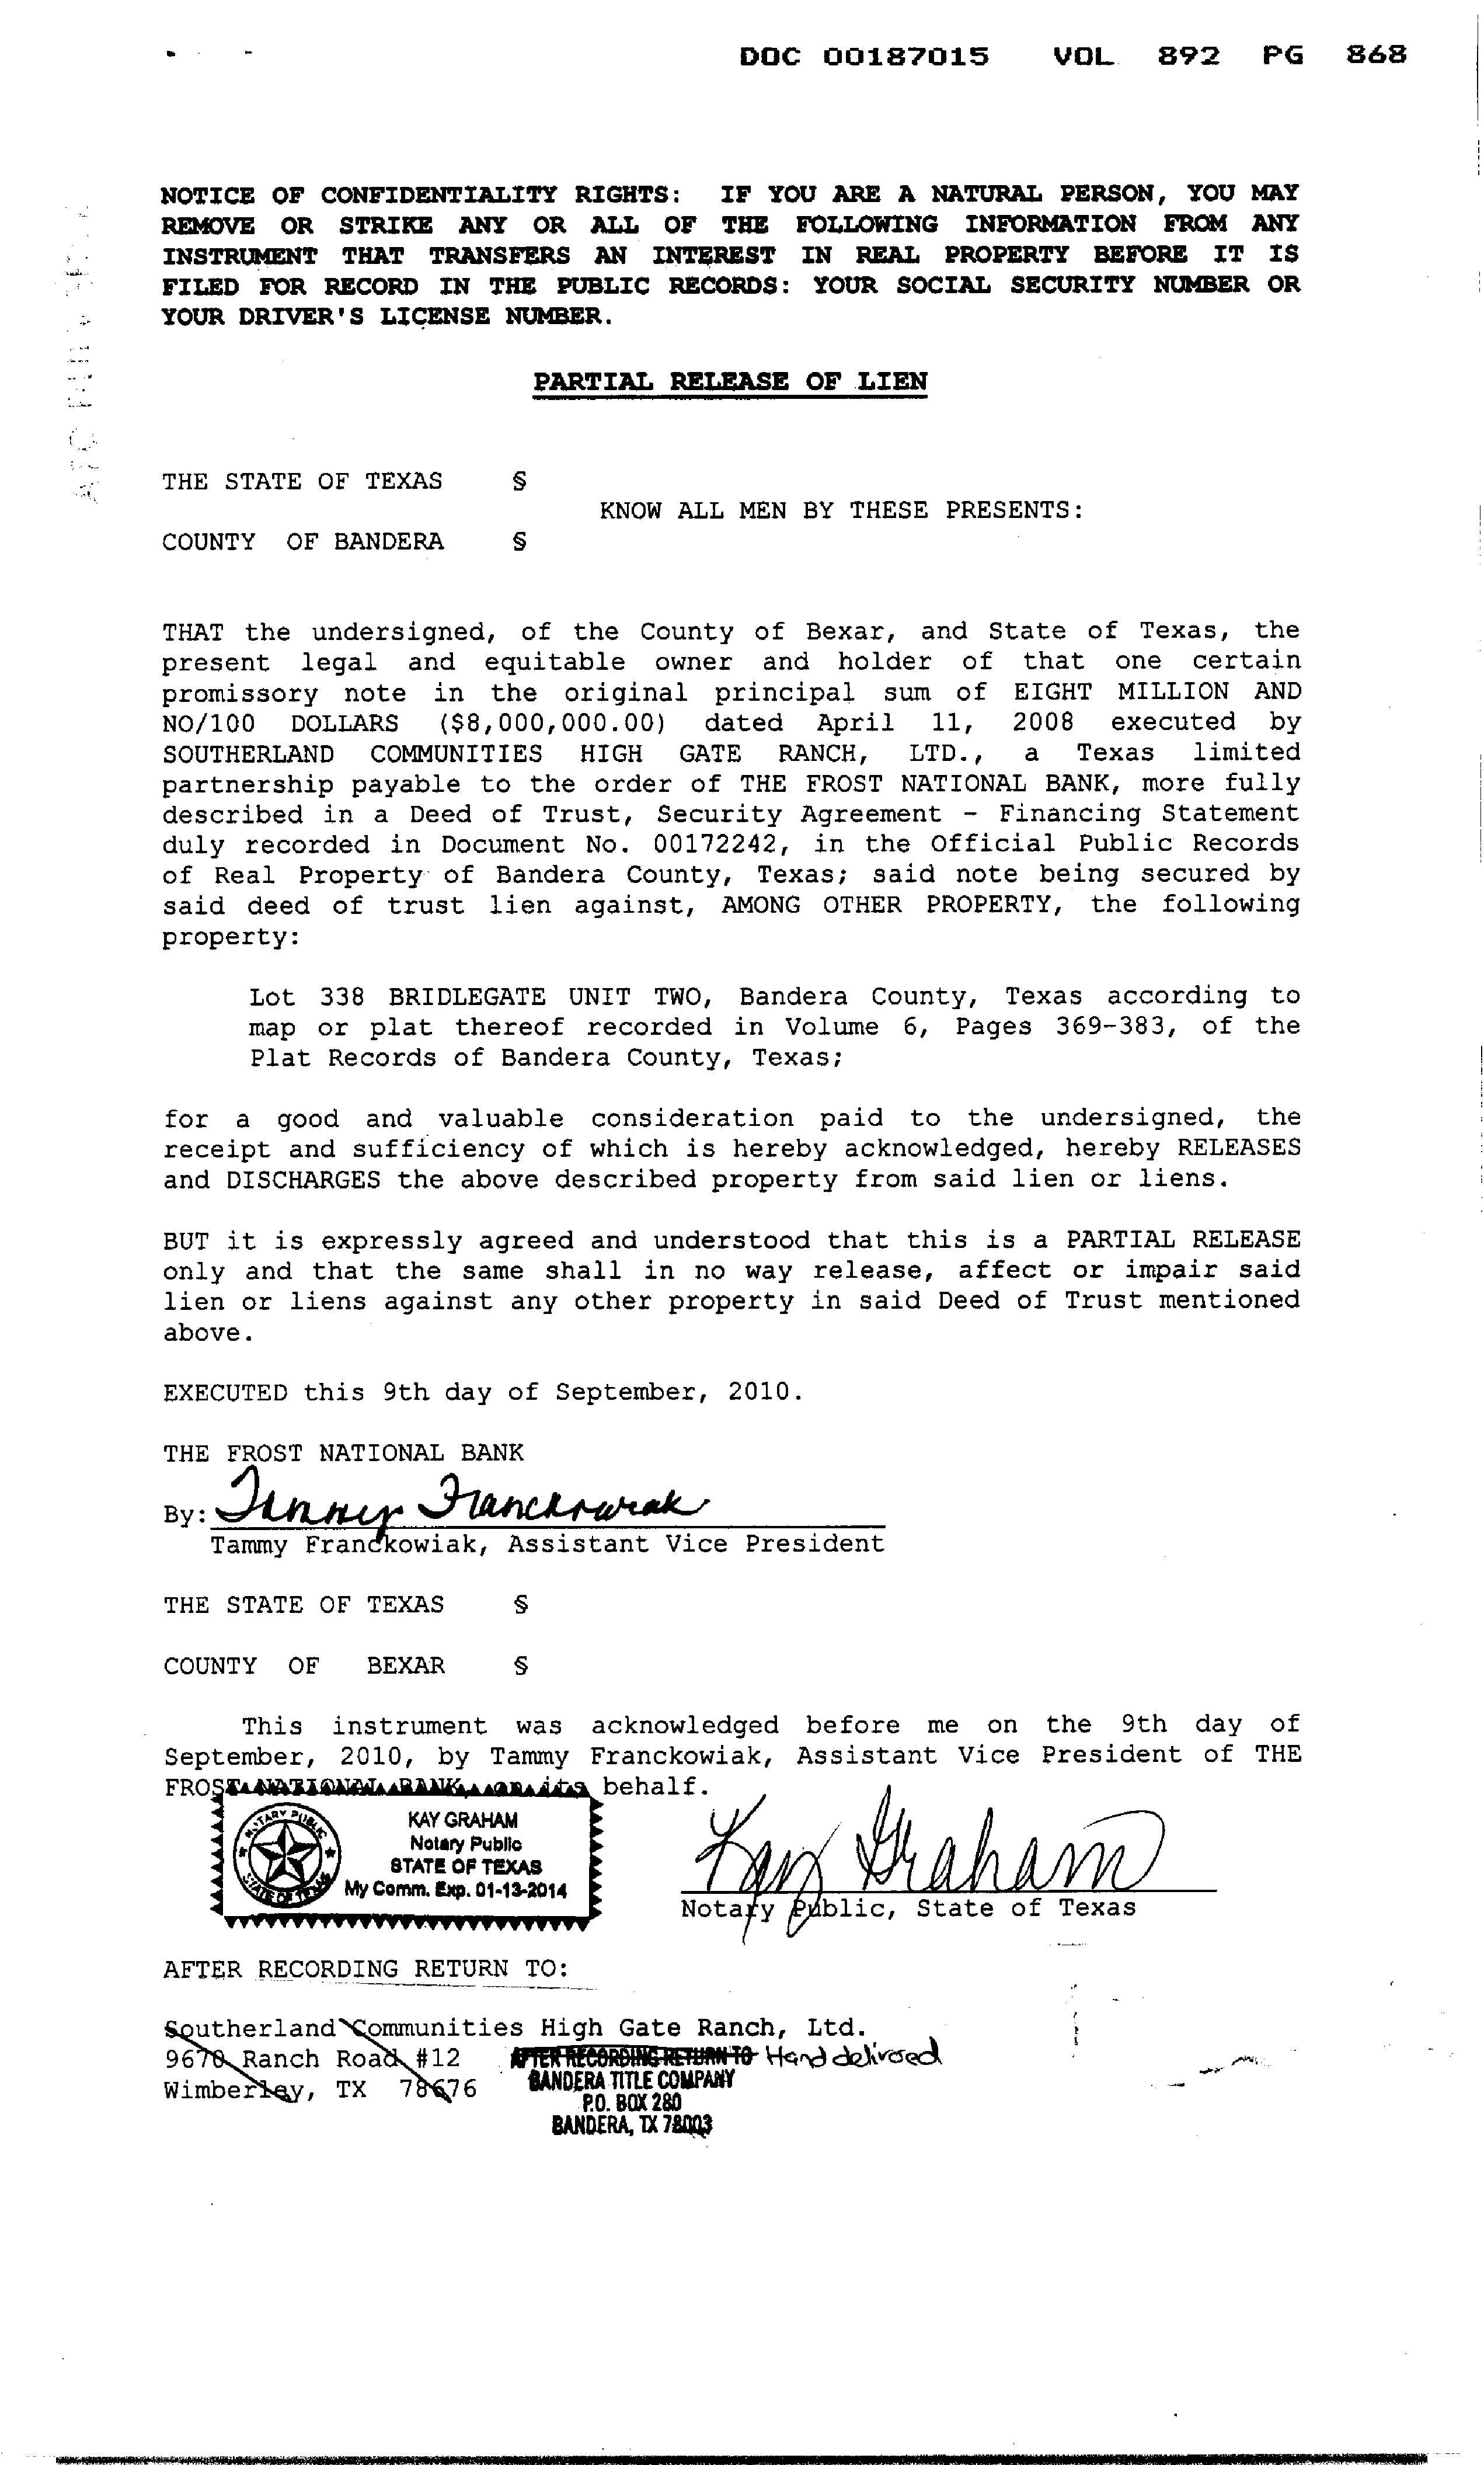 DOC 00187015 VOL 892 PG 868
NOTICE OF CONFIDENTIALITY RIGHTS: IF YOU ARE A NATURAL PERSON, YOU MAY
REMOVE OR STRIKE ANY OR ALL OF THE FOLLOWING INFORMATION FROM ANY
INSTRUMENT THAT TRANSFERS AN INTEREST IN REAL PROPERTY BEFORE IT IS
FILED FOR RECORD IN THE PUBLIC RECORDS: YOUR SOCIAL SECURITY NUMBER OR
YOUR DRIVER'S LICENSE NUMBER.
PARTIAL RELEASE OF LIEN
THE STATE OF TEXAS §
KNOW ALL MEN BY THESE PRESENTS:
COUNTY OF BANDERA §
THAT the undersigned, of the County of Bexar, and State of Texas, the
present legal and equitable owner and holder of that one certain
promissory note in the original principal sum of EIGHT MILLION AND
NO/100 DOLLARS ($8,000,000.00) dated April 11, 2008 executed by
SOUTHERLAND COMMUNITIES HIGH GATE RANCH, LTD., a Texas limited
partnership payable to the order of THE FROST NATIONAL BANK, more fully
described in a Deed of Trust, Security Agreement - Financing Statement
duly recorded in Document No. 00172242, in the Official Public Records
of Real Property of Bandera County, Texas; said note being secured by
said deed of trust lien against, AMONG OTHER PROPERTY, the following
property:
Lot 338 BRIDLEGATE UNIT TWO, Bandera County, Texas according to
map or plat thereof recorded in Volume 6, Pages 369-383, of the
Plat Records of Bandera County, Texas;
for a good and valuable consideration paid to the undersigned, the
receipt and sufficiency of which is hereby acknowledged, hereby RELEASES
and DISCHARGES the above described property from said lien or liens.
BUT it is expressly agreed and understood that this is a PARTIAL RELEASE
only and that the same shall in no way release, affect or impair said
lien or liens against any other property in said Deed of Trust mentioned
above.
EXECUTED this 9th day of September, 2010.
THE FROST NATIONAL BANK
By: Tammy Franckowiak
Tammy Franckowiak, Assistant Vice President
THE STATE OF TEXAS §
COUNTY OF BEXAR §
This instrument was acknowledged before me on the 9th day of
September, 2010, by Tammy Franckowiak, Assistant Vice President of THE
FROST NATIONAL BANK, on its behalf.
NOTARY PUBLIC
STATE OF TEXAS
KAY GRAHAM
Notary Public
STATE OF TEXAS
My Comm. Exp. 01-13-2014
Kay Graham
Notary Public, State of Texas
AFTER RECORDING RETURN TO:
Southerland Communities High Gate Ranch, Ltd.
9670 Ranch Road #12
Wimberley, TX 78676
AFTER RECORDING RETURN TO Hand delivered
BANDERA TITLE COMPANY
P.O. BOX 280
BANDERA, TX 78003